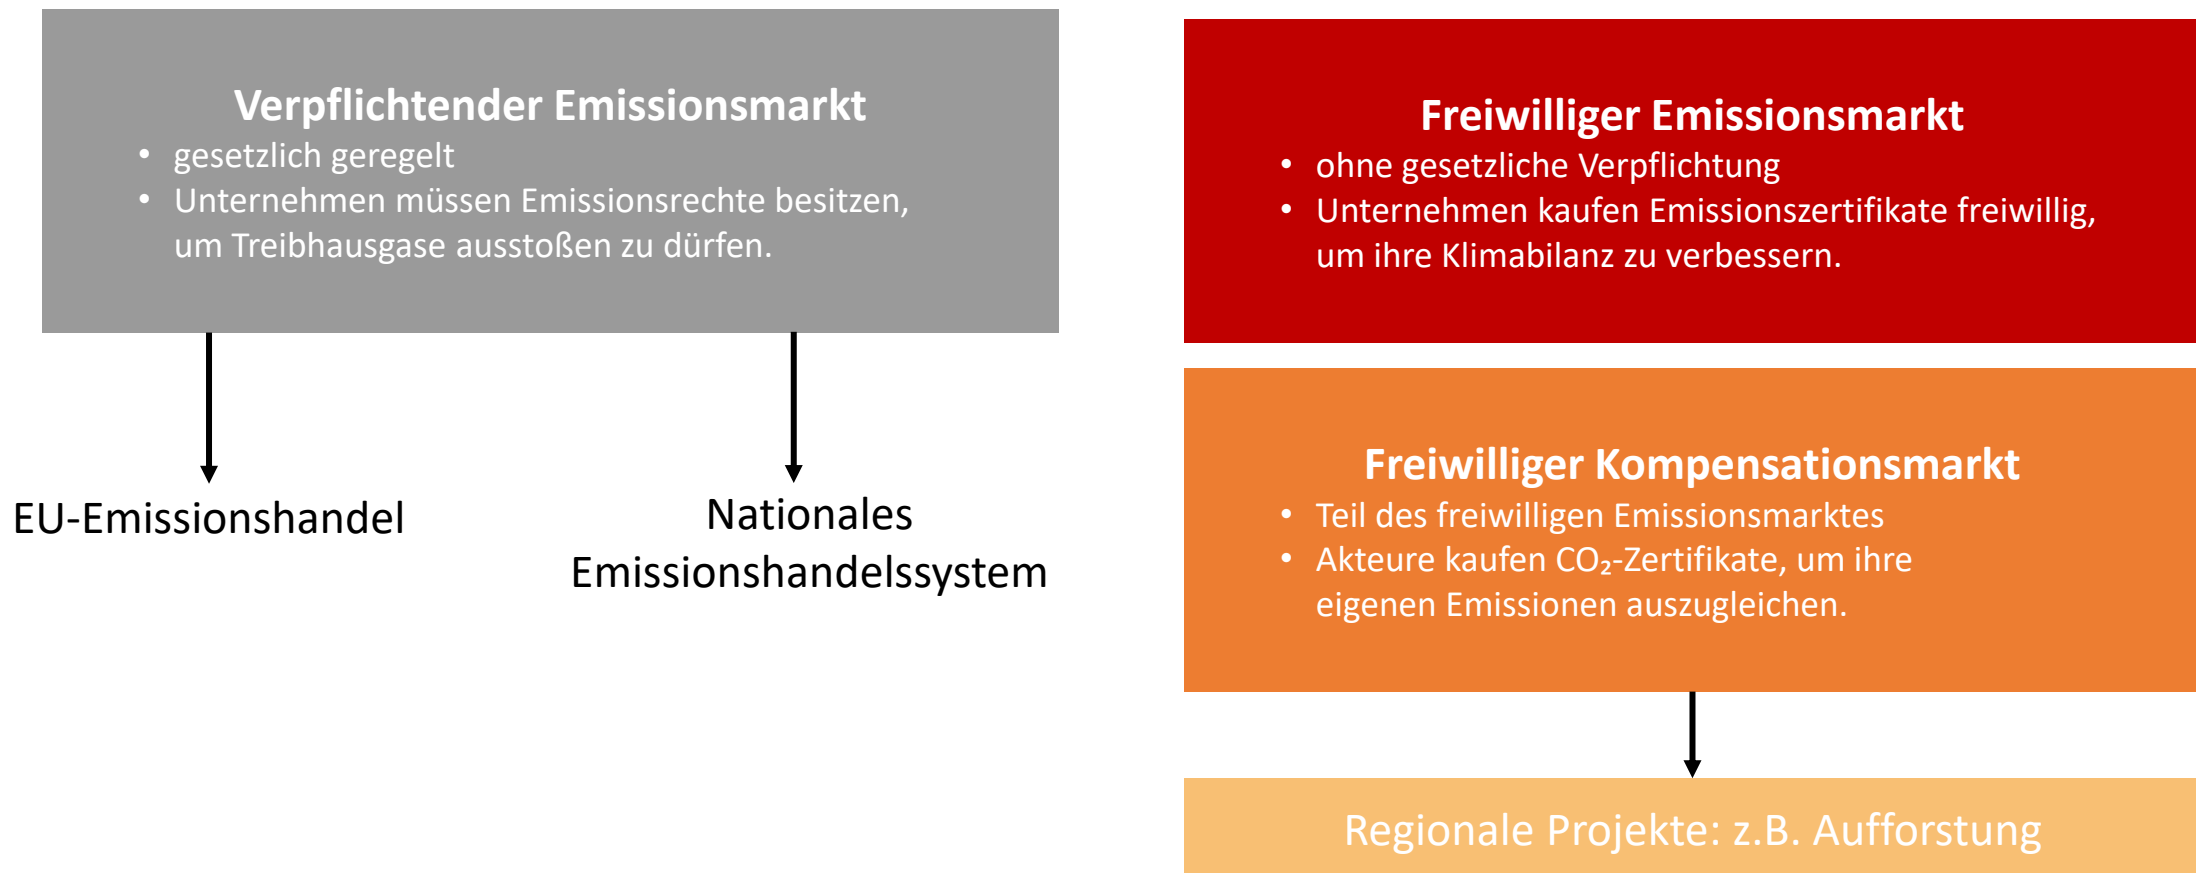 Verpflichtender Emissionsmarkt
• gesetzlich geregelt
• Unternehmen müssen Emissionsrechte besitzen,
um Treibhausgase ausstoßen zu dürfen.
EU-Emissionshandel
Nationales
Emissionshandelssystem
Freiwilliger Emissionsmarkt
• ohne gesetzliche Verpflichtung
• Unternehmen kaufen Emissionszertifikate freiwillig,
um ihre Klimabilanz zu verbessern.
Freiwilliger Kompensationsmarkt
• Teil des freiwilligen Emissionsmarktes
• Akteure kaufen CO₂-Zertifikate, um ihre
eigenen Emissionen auszugleichen.
Regionale Projekte: z.B. Aufforstung